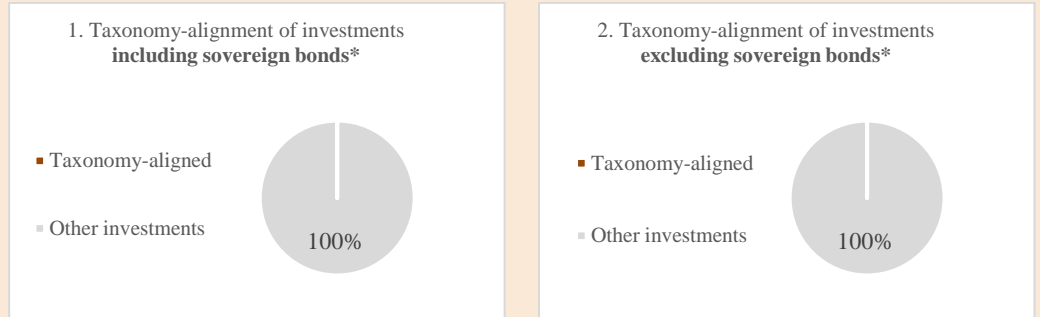 1. Taxonomy-alignment of investments
including sovereign bonds*
Taxonomy-aligned
Other investments
100%
2. Taxonomy-alignment of investments
excluding sovereign bonds*
Taxonomy-aligned
Other investments
100%